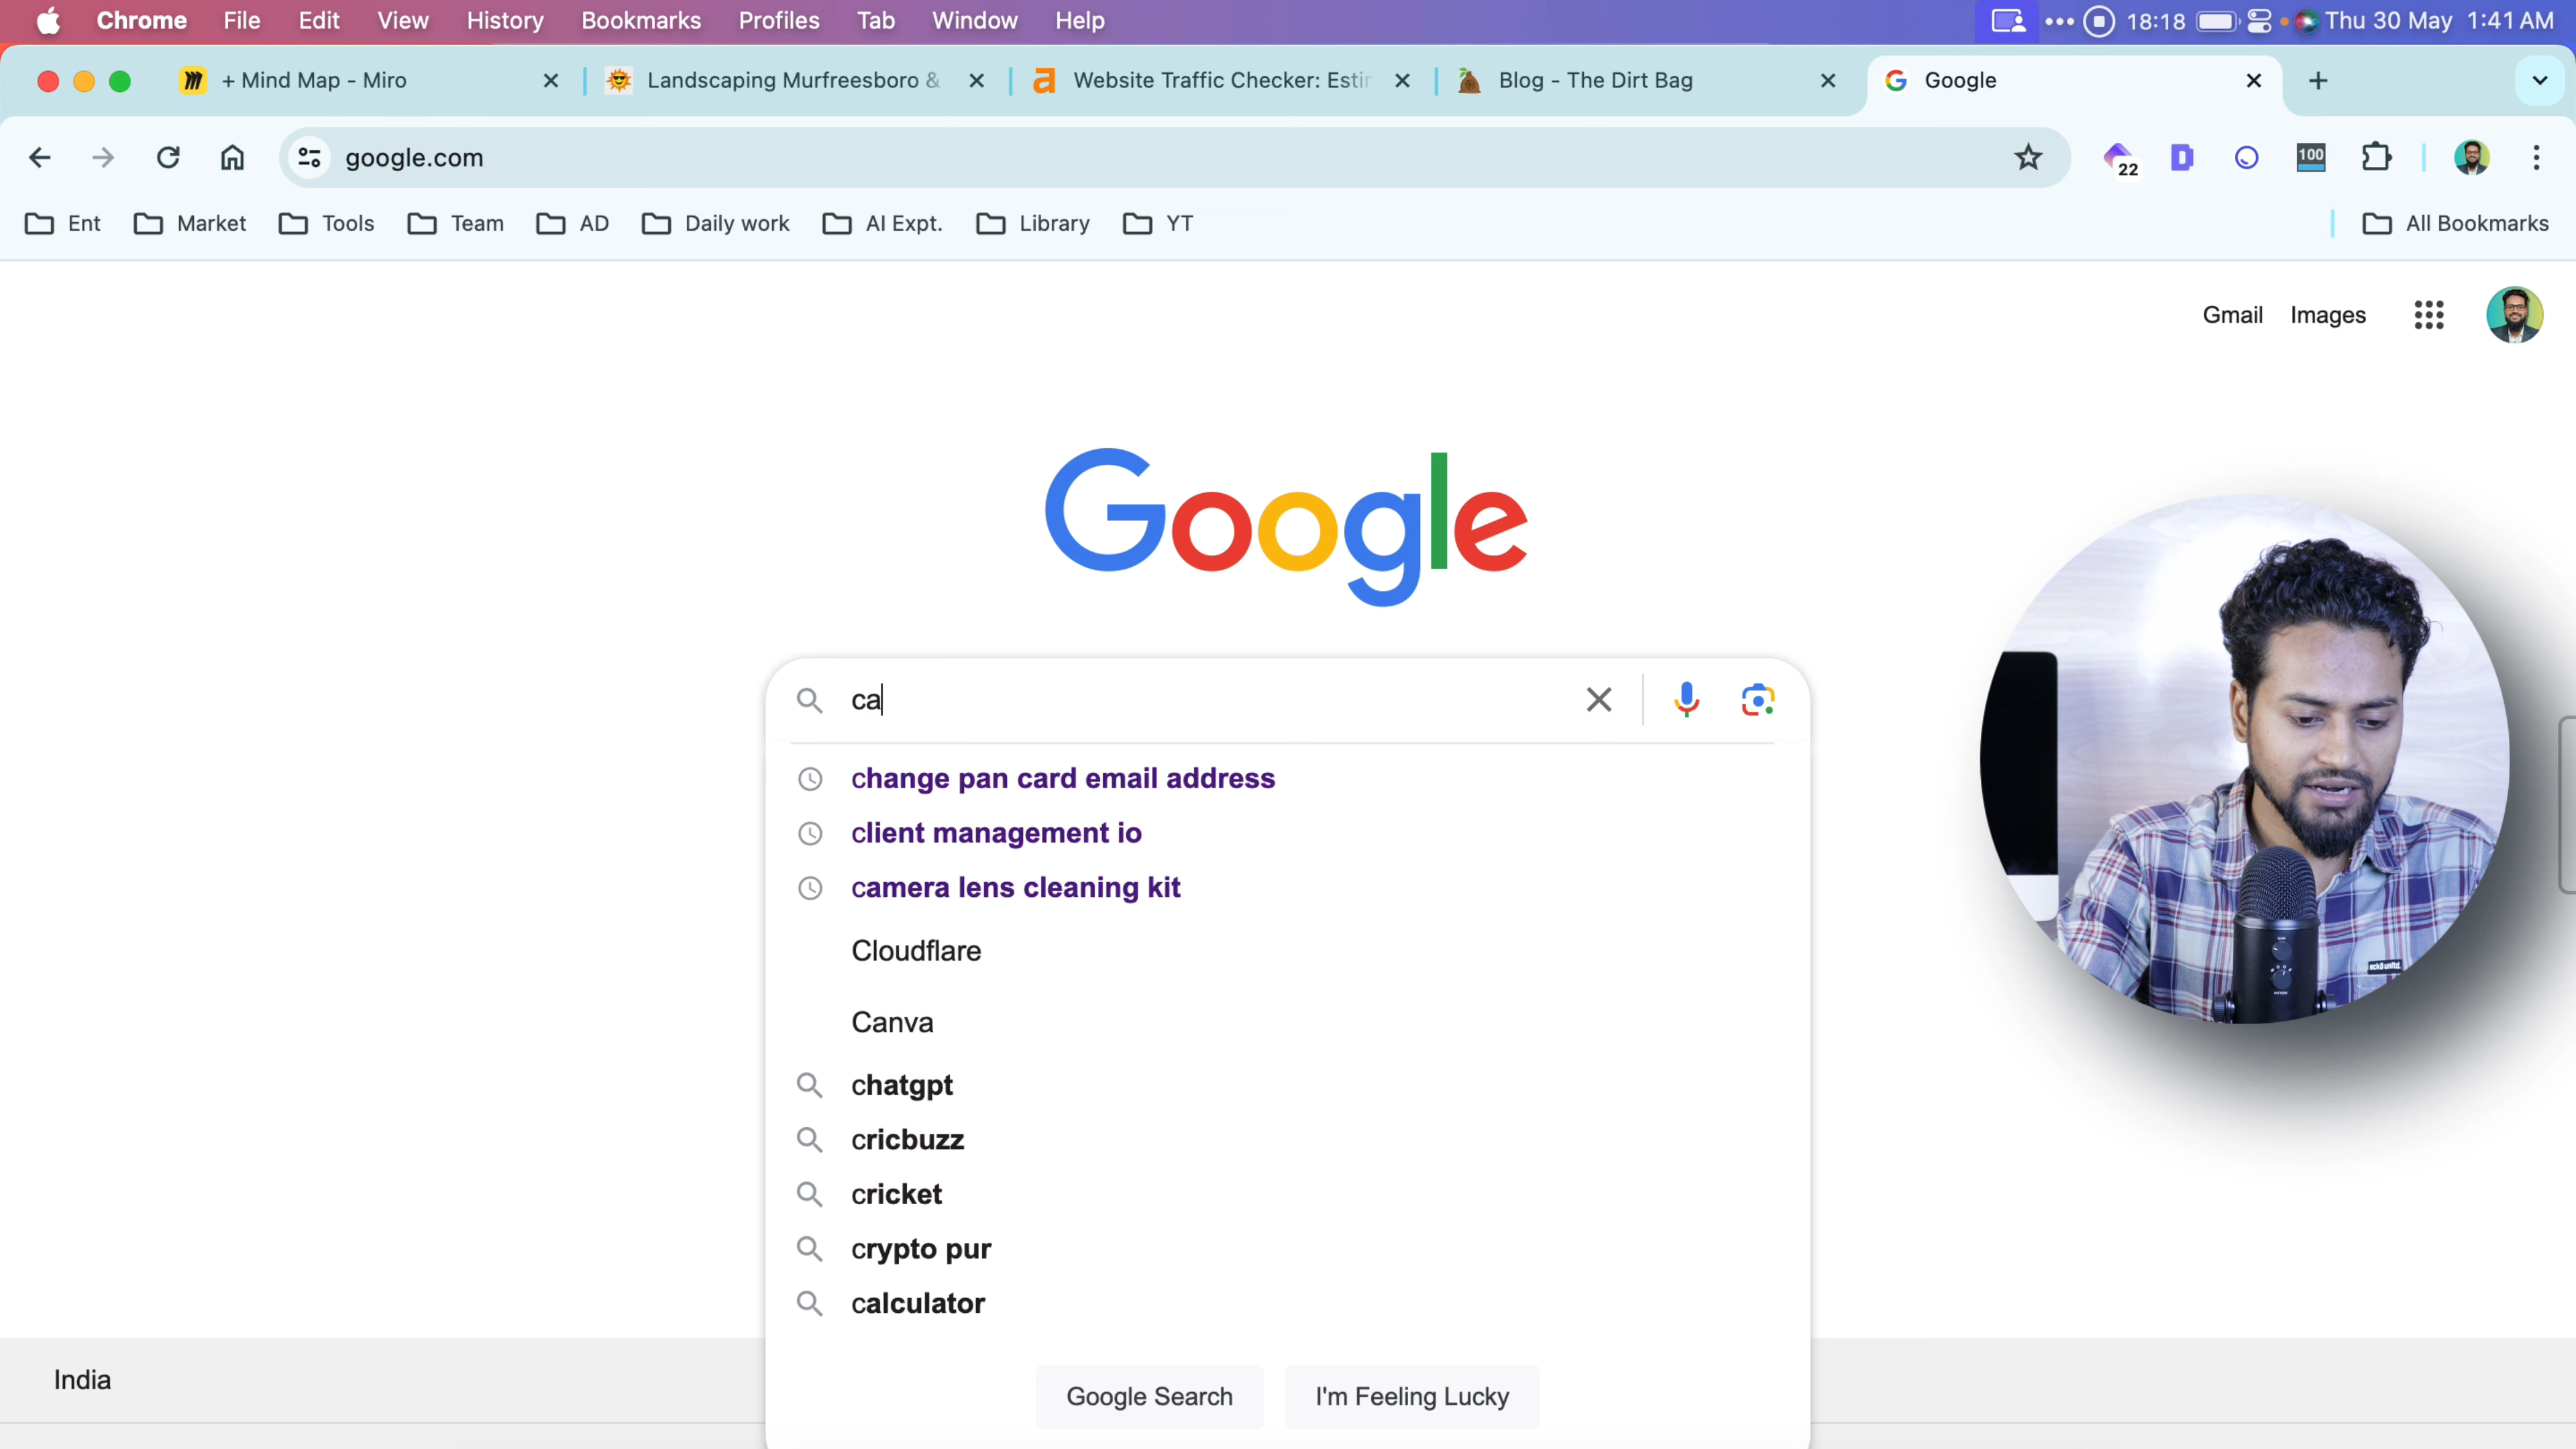 Chrome File Edit View History Bookmarks Profiles Tab Window Help 18:18 Thu 30 May 1:41 AM
+ Mind Map - Miro Landscaping Murfreesboro & Website Traffic Checker: Estin Blog - The Dirt Bag Google
google.com 22 D 100
Ent Market Tools Team AD Daily work AI Expt. Library YT All Bookmarks
Gmail Images
Google
ca
change pan card email address
client management io
camera lens cleaning kit
Cloudflare
Canva
chatgpt
cricbuzz
cricket
crypto pur
calculator
Google Search I'm Feeling Lucky
India
ecko unltd.